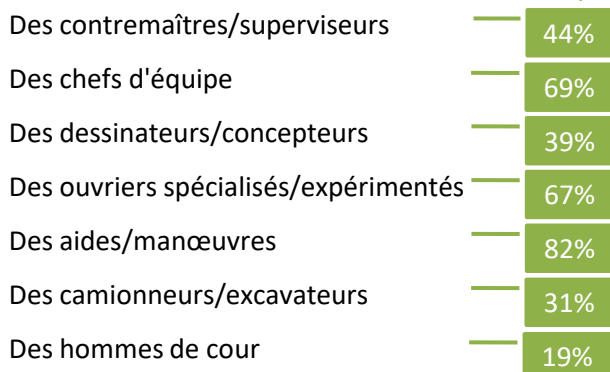 Des contremaîtres/superviseurs 44%
Des chefs d'équipe 69%
Des dessinateurs/concepteurs 39%
Des ouvriers spécialisés/expérimentés 67%
Des aides/manœuvres 82%
Des camionneurs/excavateurs 31%
Des hommes de cour 19%